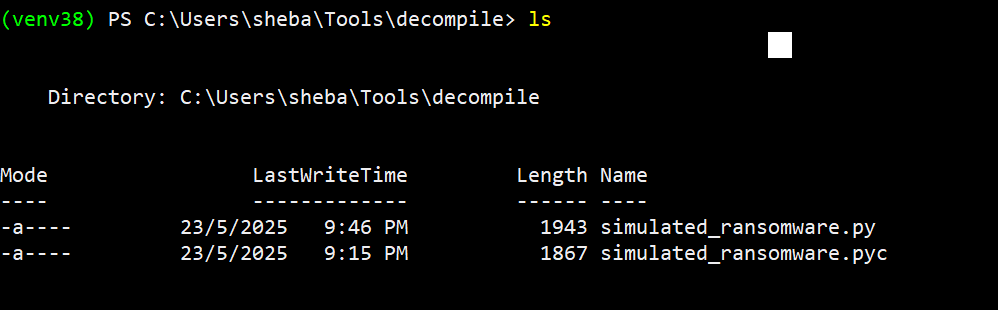 (venv38) PS C:\Users\sheba\Tools\decompile> ls
Directory: C:\Users\sheba\Tools\decompile
Mode LastWriteTime Length Name
---- ------------- ------ ----
-a---- 23/5/2025 9:46 PM 1943 simulated_ransomware.py
-a---- 23/5/2025 9:15 PM 1867 simulated_ransomware.pyc